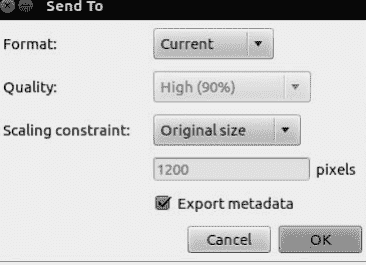 Send To
Format: Current
Quality: High (90%)
Scaling constraint: Original size
1200 pixels
Export metadata
Cancel OK